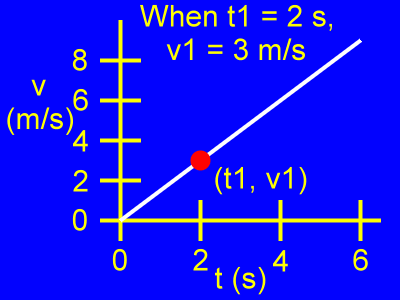 When t1 = 2 s,
v1 = 3 m/s
v
(m/s)
8
6
4
2
0
(t1, v1)
0 2 4 6
t (s)